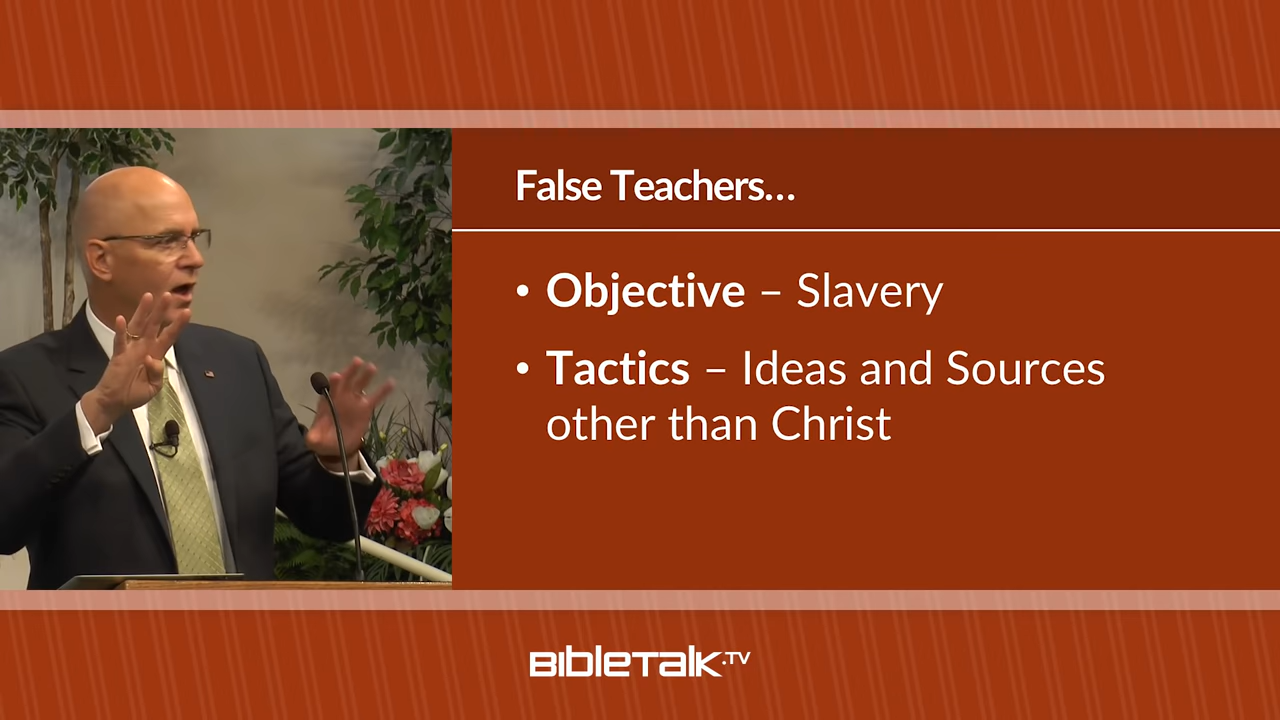 False Teachers...
• Objective – Slavery
• Tactics – Ideas and Sources
other than Christ
BibleTalk.TV